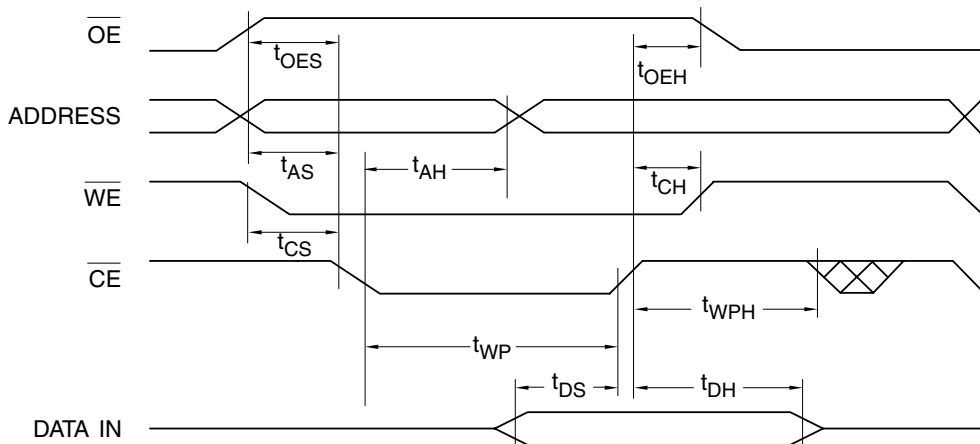 OE
tOES
tOEH
ADDRESS
tAS
tAH
tCH
WE
tCS
CE
tWPH
tWP
tDS
tDH
DATA IN